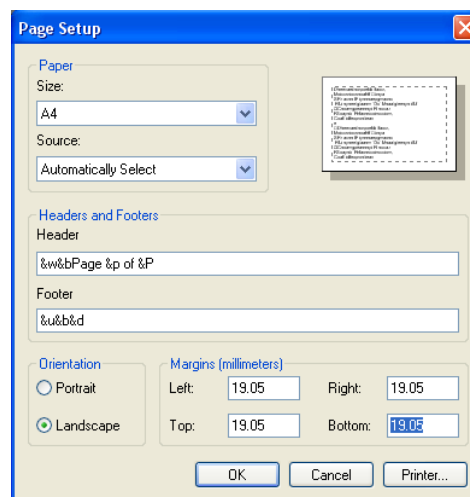 Page Setup
Paper
Size:
A4
Source:
Automatically Select
Headers and Footers
Header
&w&bPage &p of &P
Footer
&u&b&d
Orientation
Portrait
Landscape
Margins (millimeters)
Left: 19.05 Right: 19.05
Top: 19.05 Bottom: 19.05
OK Cancel Printer...